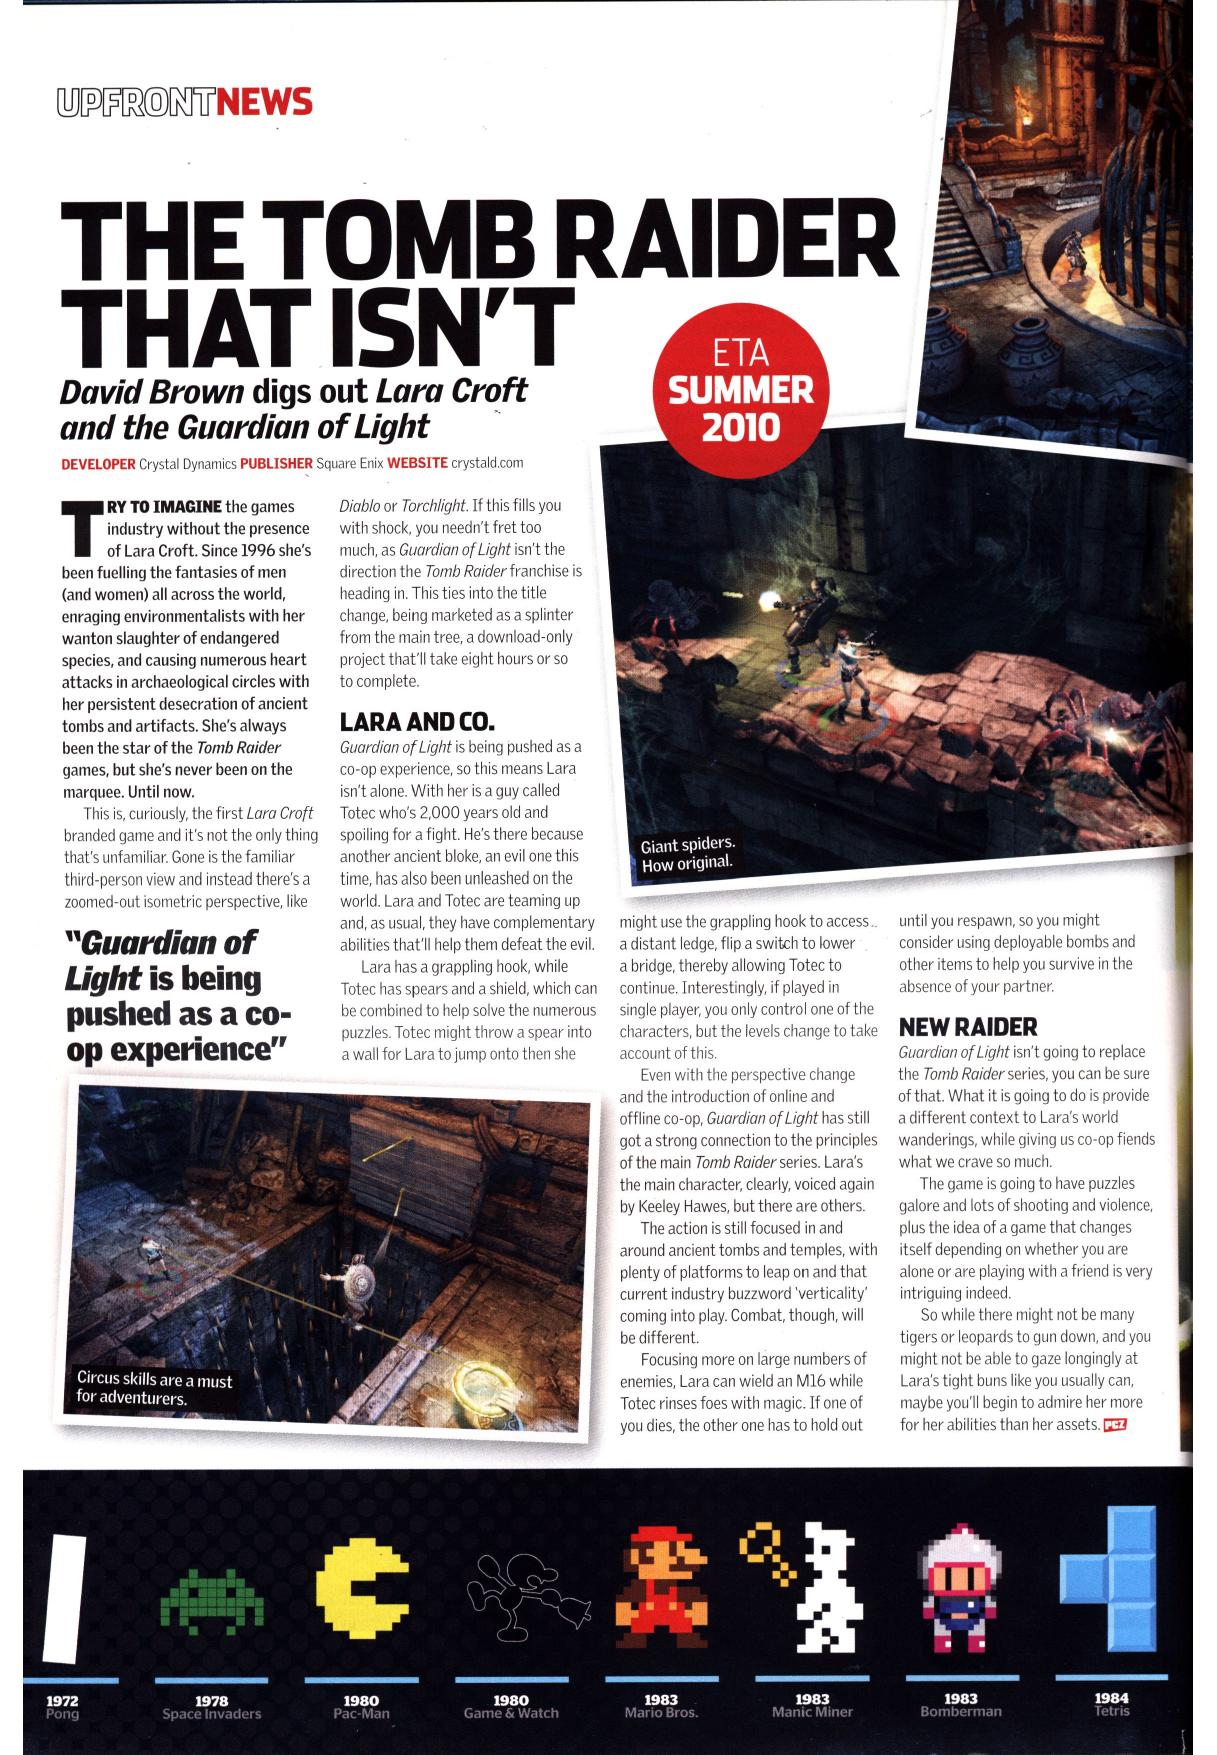 UPFRONTNEWS
THE TOMB RAIDER
THAT ISN'T
David Brown digs out Lara Croft
and the Guardian of Light
DEVELOPER Crystal Dynamics PUBLISHER Square Enix WEBSITE crystald.com
ETA
SUMMER
2010
TRY TO IMAGINE the games
industry without the presence
of Lara Croft. Since 1996 she's
been fuelling the fantasies of men
(and women) all across the world,
enraging environmentalists with her
wanton slaughter of endangered
species, and causing numerous heart
attacks in archaeological circles with
her persistent desecration of ancient
tombs and artifacts. She's always
been the star of the Tomb Raider
games, but she's never been on the
marquee. Until now.
This is, curiously, the first Lara Croft
branded game and it's not the only thing
that's unfamiliar. Gone is the familiar
third-person view and instead there's a
zoomed-out isometric perspective, like
"Guardian of
Light is being
pushed as a co-
op experience"
Diablo or Torchlight. If this fills you
with shock, you needn't fret too
much, as Guardian of Light isn't the
direction the Tomb Raider franchise is
heading in. This ties into the title
change, being marketed as a splinter
from the main tree, a download-only
project that'll take eight hours or so
to complete.
LARA AND CO.
Guardian of Light is being pushed as a
co-op experience, so this means Lara
isn't alone. With her is a guy called
Totec who's 2,000 years old and
spoiling for a fight. He's there because
another ancient bloke, an evil one this
time, has also been unleashed on the
world. Lara and Totec are teaming up
and, as usual, they have complementary
abilities that'll help them defeat the evil.
Lara has a grappling hook, while
Totec has spears and a shield, which can
be combined to help solve the numerous
puzzles. Totec might throw a spear into
a wall for Lara to jump onto then she
Giant spiders.
How original.
Circus skills are a must
for adventurers.
might use the grappling hook to access
a distant ledge, flip a switch to lower
a bridge, thereby allowing Totec to
continue. Interestingly, if played in
single player, you only control one of the
characters, but the levels change to take
account of this.
Even with the perspective change
and the introduction of online and
offline co-op, Guardian of Light has still
got a strong connection to the principles
of the main Tomb Raider series. Lara's
the main character, clearly, voiced again
by Keeley Hawes, but there are others.
The action is still focused in and
around ancient tombs and temples, with
plenty of platforms to leap on and that
current industry buzzword 'verticality'
coming into play. Combat, though, will
be different.
Focusing more on large numbers of
enemies, Lara can wield an M16 while
Totec rinses foes with magic. If one of
you dies, the other one has to hold out
until you respawn, so you might
consider using deployable bombs and
other items to help you survive in the
absence of your partner.
NEW RAIDER
Guardian of Light isn't going to replace
the Tomb Raider series, you can be sure
of that. What it is going to do is provide
a different context to Lara's world
wanderings, while giving us co-op fiends
what we crave so much.
The game is going to have puzzles
galore and lots of shooting and violence,
plus the idea of a game that changes
itself depending on whether you are
alone or are playing with a friend is very
intriguing indeed.
So while there might not be many
tigers or leopards to gun down, and you
might not be able to gaze longingly at
Lara's tight buns like you usually can,
maybe you'll begin to admire her more
for her abilities than her assets. PCZ
1972
Pong
1978
Space Invaders
1980
Pac-Man
1980
Game & Watch
1983
Mario Bros.
1983
Manic Miner
1983
Bomberman
1984
Tetris